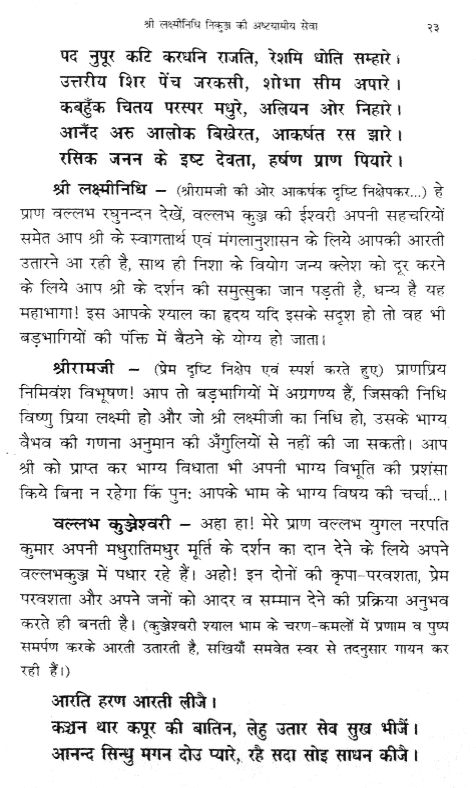 श्री लक्ष्मीनिधि निकुञ्ज की अष्टयामीय सेवा २३
पद नुपूर कटि करधनि राजति, रेशमि धोति सम्हारे।
उत्तरीय शिर पेंच जरकसी, शोभा सीम अपारे।
कबहुँक चितय परस्पर मधुरे, अलियन ओर निहारे।
आनँद अरु आलोक बिखेरत, आकर्षत रस झारे।
रसिक जनन के इष्ट देवता, हर्षण प्राण पियारे।
श्री लक्ष्मीनिधि – (श्रीरामजी की ओर आकर्षक दृष्टि निक्षेपकर...) हे
प्राण वल्लभ रघुनन्दन देखें, वल्लभ कुञ्ज की ईश्वरी अपनी सहचरियों
समेत आप श्री के स्वागतार्थ एवं मंगलानुशासन के लिये आपकी आरती
उतारने आ रही है, साथ ही निशा के वियोग जन्य क्लेश को दूर करने
के लिये आप श्री के दर्शन की समुत्सुका जान पड़ती है, धन्य है यह
महाभागा! इस आपके श्याल का हृदय यदि इसके सदृश हो तो वह भी
बड़भागियों की पंक्ति में बैठने के योग्य हो जाता।
श्रीरामजी – (प्रेम दृष्टि निक्षेप एवं स्पर्श करते हुए) प्राणप्रिय
निमिवंश विभूषण! आप तो बड़भागियों में अग्रगण्य हैं, जिसकी निधि
विष्णु प्रिया लक्ष्मी हो और जो श्री लक्ष्मीजी का निधि हो, उसके भाग्य
वैभव की गणना अनुमान की अँगुलियों से नहीं की जा सकती। आप
श्री को प्राप्त कर भाग्य विधाता भी अपनी भाग्य विभूति की प्रशंसा
किये बिना न रहेगा किं पुन: आपके भाम के भाग्य विषय की चर्चा...।
वल्लभ कुञ्जेश्वरी – अहा हा! मेरे प्राण वल्लभ युगल नरपति
कुमार अपनी मधुरातिमधुर मूर्ति के दर्शन का दान देने के लिये अपने
वल्लभकुञ्ज में पधार रहे हैं। अहो! इन दोनों की कृपा-परवशता, प्रेम
परवशता और अपने जनों को आदर व सम्मान देने की प्रक्रिया अनुभव
करते ही बनती है। (कुञ्जेश्वरी श्याल भाम के चरण-कमलों में प्रणाम व पुष्प
समर्पण करके आरती उतारती है, सखियाँ समवेत स्वर से तदनुसार गायन कर
रही हैं।)
आरति हरण आरती लीजै।
कञ्चन थार कपूर की बातिन, लेहु उतार सेव सुख भीजैं।
आनन्द सिन्धु मगन दोउ प्यारे, रहै सदा सोइ साधन कीजै।